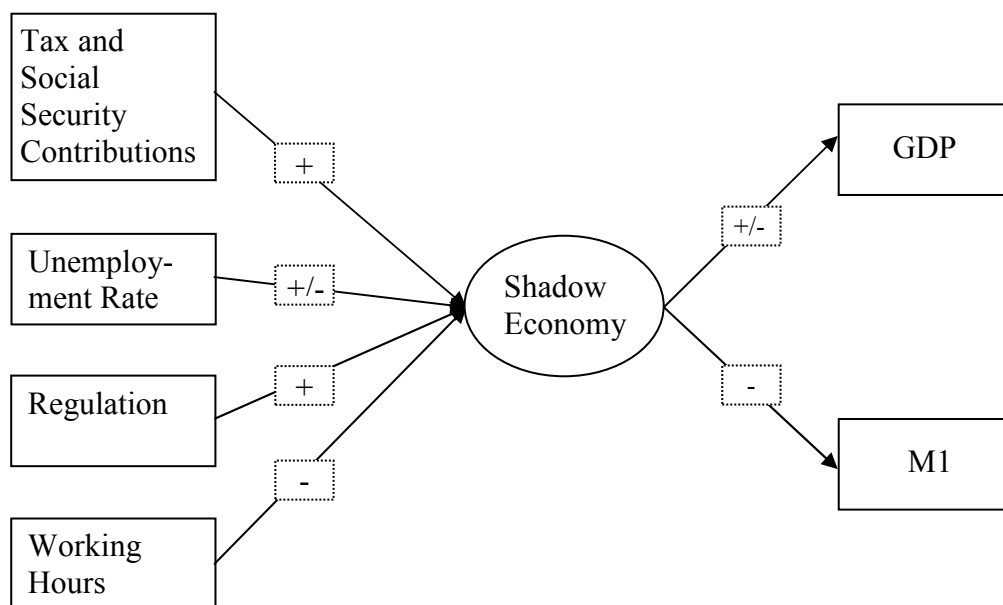 Tax and
Social
Security
Contributions
+
Unemploy-
ment Rate
+/-
Regulation
+
Working
Hours
-
Shadow
Economy
+/-
GDP
-
M1